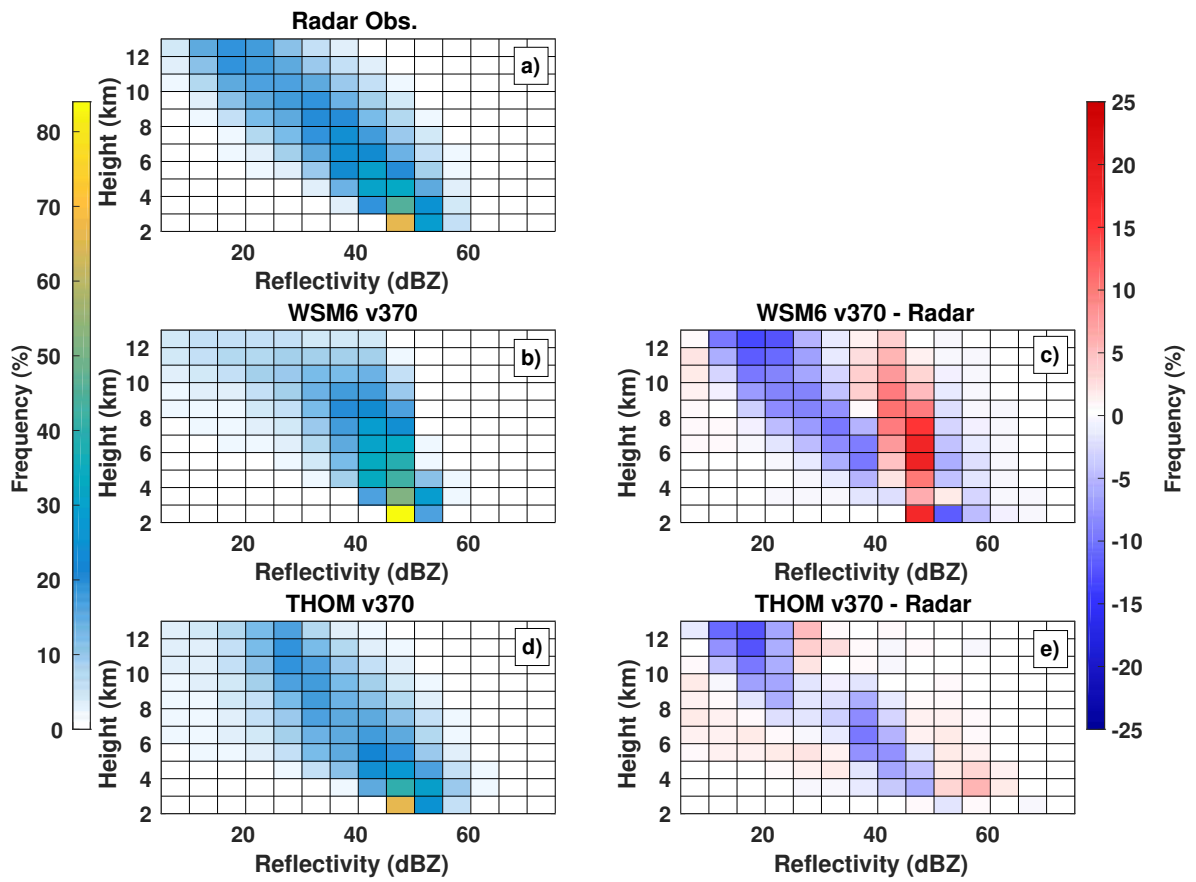 Radar Obs.
a)
12
10
8
6
4
2
Height (km)
20
40
60
Reflectivity (dBZ)
80
70
60
50
40
30
20
10
0
Frequency (%)
25
20
15
10
5
0
-5
-10
-15
-20
-25
Frequency (%)
WSM6 v370
b)
12
10
8
6
4
2
Height (km)
20
40
60
Reflectivity (dBZ)
WSM6 v370 - Radar
c)
12
10
8
6
4
2
Height (km)
20
40
60
Reflectivity (dBZ)
THOM v370
d)
12
10
8
6
4
2
Height (km)
20
40
60
Reflectivity (dBZ)
THOM v370 - Radar
e)
12
10
8
6
4
2
Height (km)
20
40
60
Reflectivity (dBZ)